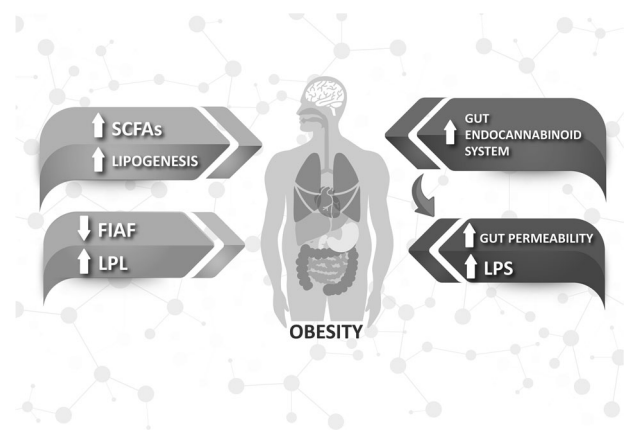 SCFAs
LIPOGENESIS
FIAF
LPL
GUT
ENDOCANNABINOID
SYSTEM
GUT PERMEABILITY
LPS
OBESITY